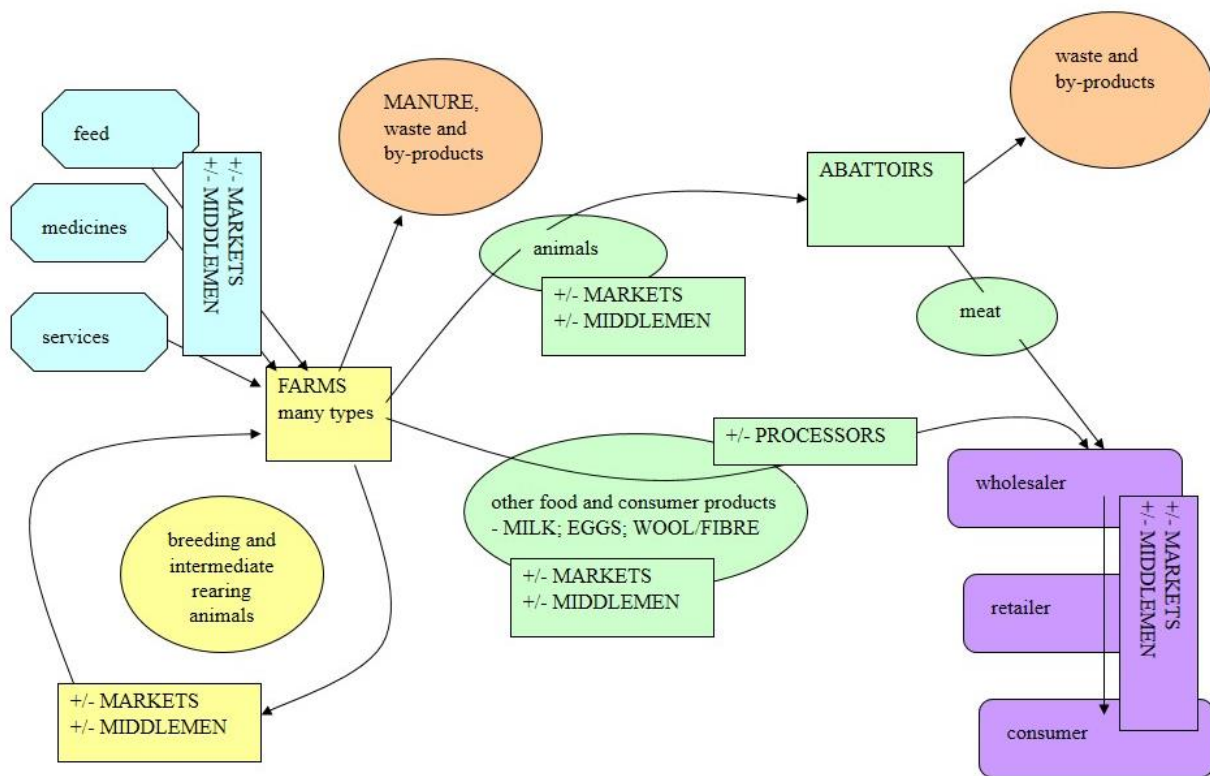 feed
medicines
services
+/- MARKETS
+/- MIDDLEMEN
MANURE,
waste and
by-products
waste and
by-products
ABATTOIRS
animals
+/- MARKETS
+/- MIDDLEMEN
meat
FARMS
many types
+/- PROCESSORS
other food and consumer products
- MILK; EGGS; WOOL/FIBRE
+/- MARKETS
+/- MIDDLEMEN
breeding and
intermediate
rearing
animals
+/- MARKETS
+/- MIDDLEMEN
wholesaler
retailer
consumer
+/- MARKETS
+/- MIDDLEMEN